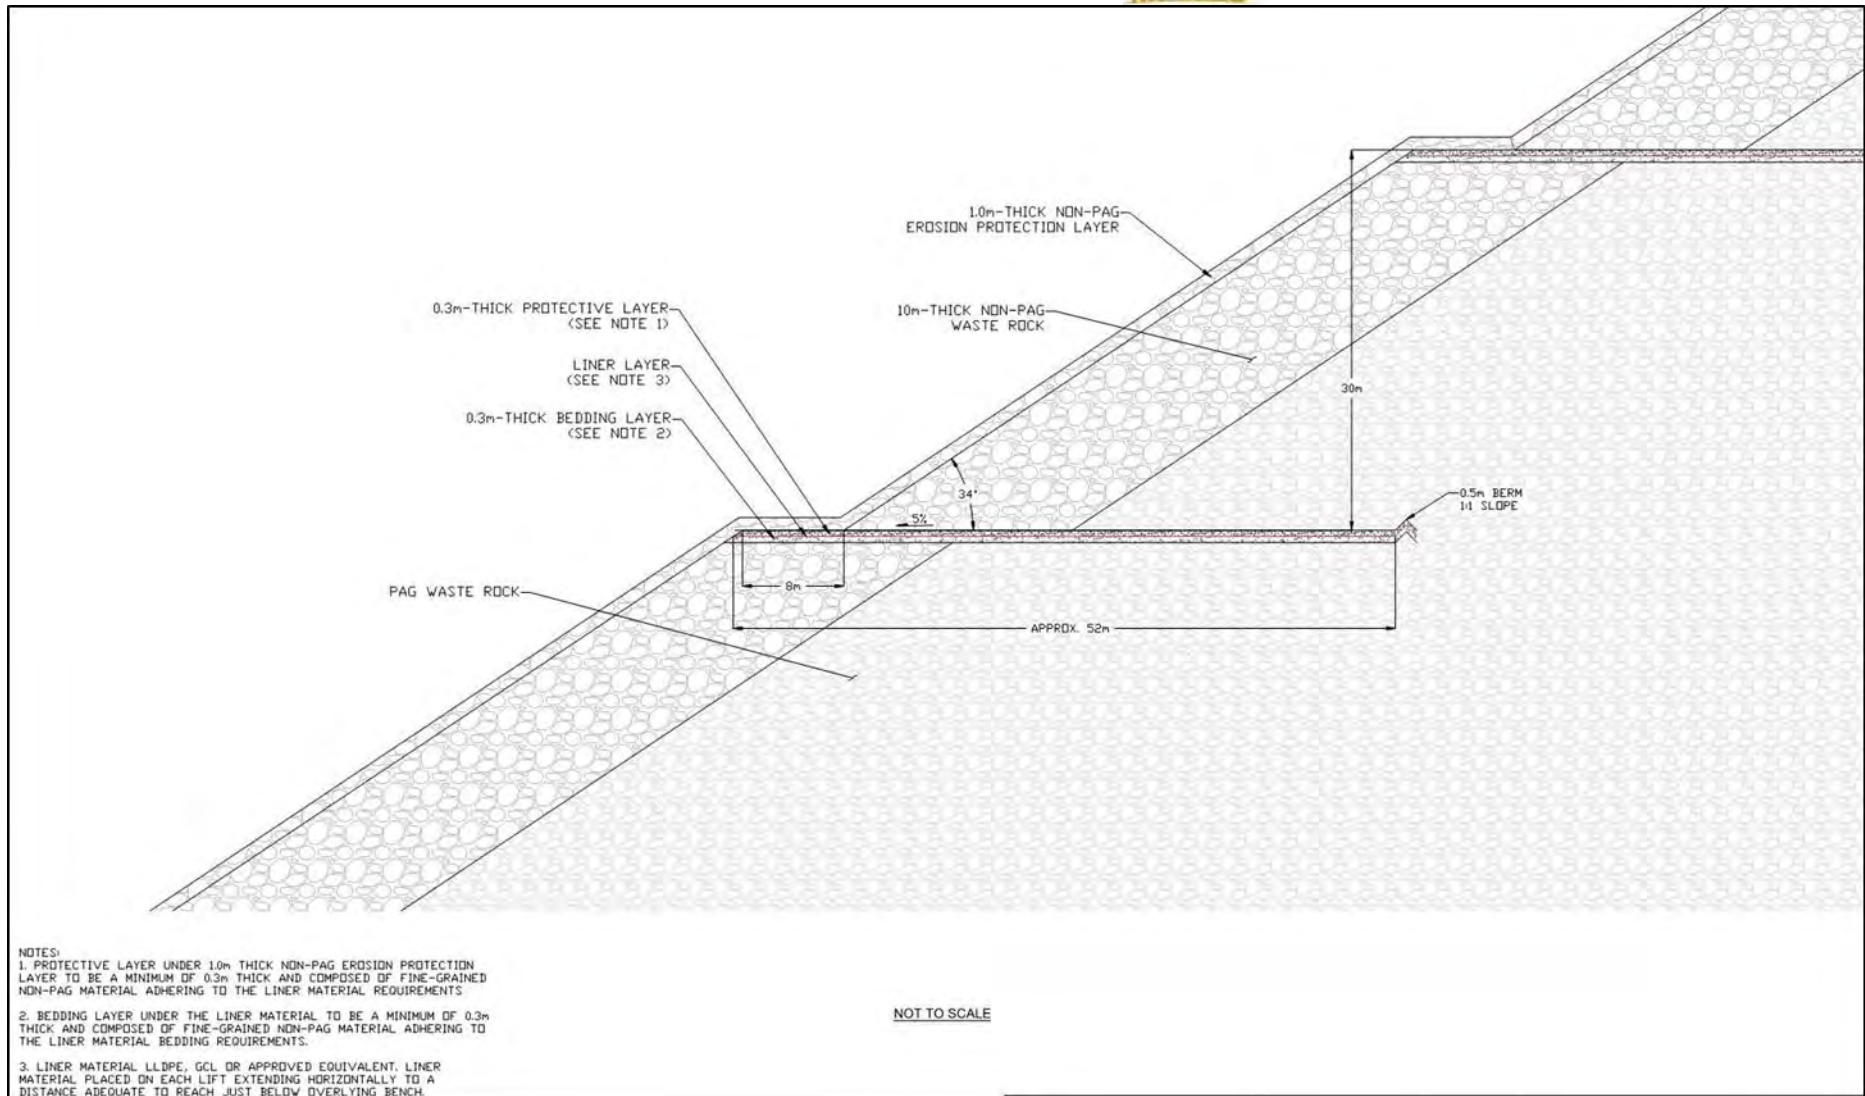 1.0m-THICK NON-PAG
EROSION PROTECTION LAYER
10m-THICK NON-PAG
WASTE ROCK
0.3m-THICK PROTECTIVE LAYER
(SEE NOTE 1)
LINER LAYER
(SEE NOTE 3)
0.3m-THICK BEDDING LAYER
(SEE NOTE 2)
30m
34°
5%
0.5m BERM
1:1 SLOPE
8m
PAG WASTE ROCK
APPROX. 52m
NOTES:
1. PROTECTIVE LAYER UNDER 1.0m THICK NON-PAG EROSION PROTECTION
LAYER TO BE A MINIMUM OF 0.3m THICK AND COMPOSED OF FINE-GRAINED
NON-PAG MATERIAL ADHERING TO THE LINER MATERIAL REQUIREMENTS
2. BEDDING LAYER UNDER THE LINER MATERIAL TO BE A MINIMUM OF 0.3m
THICK AND COMPOSED OF FINE-GRAINED NON-PAG MATERIAL ADHERING TO
THE LINER MATERIAL BEDDING REQUIREMENTS.
3. LINER MATERIAL LLDPE, GCL OR APPROVED EQUIVALENT. LINER
MATERIAL PLACED ON EACH LIFT EXTENDING HORIZONTALLY TO A
DISTANCE ADEQUATE TO REACH JUST BELOW OVERLYING BENCH.
NOT TO SCALE